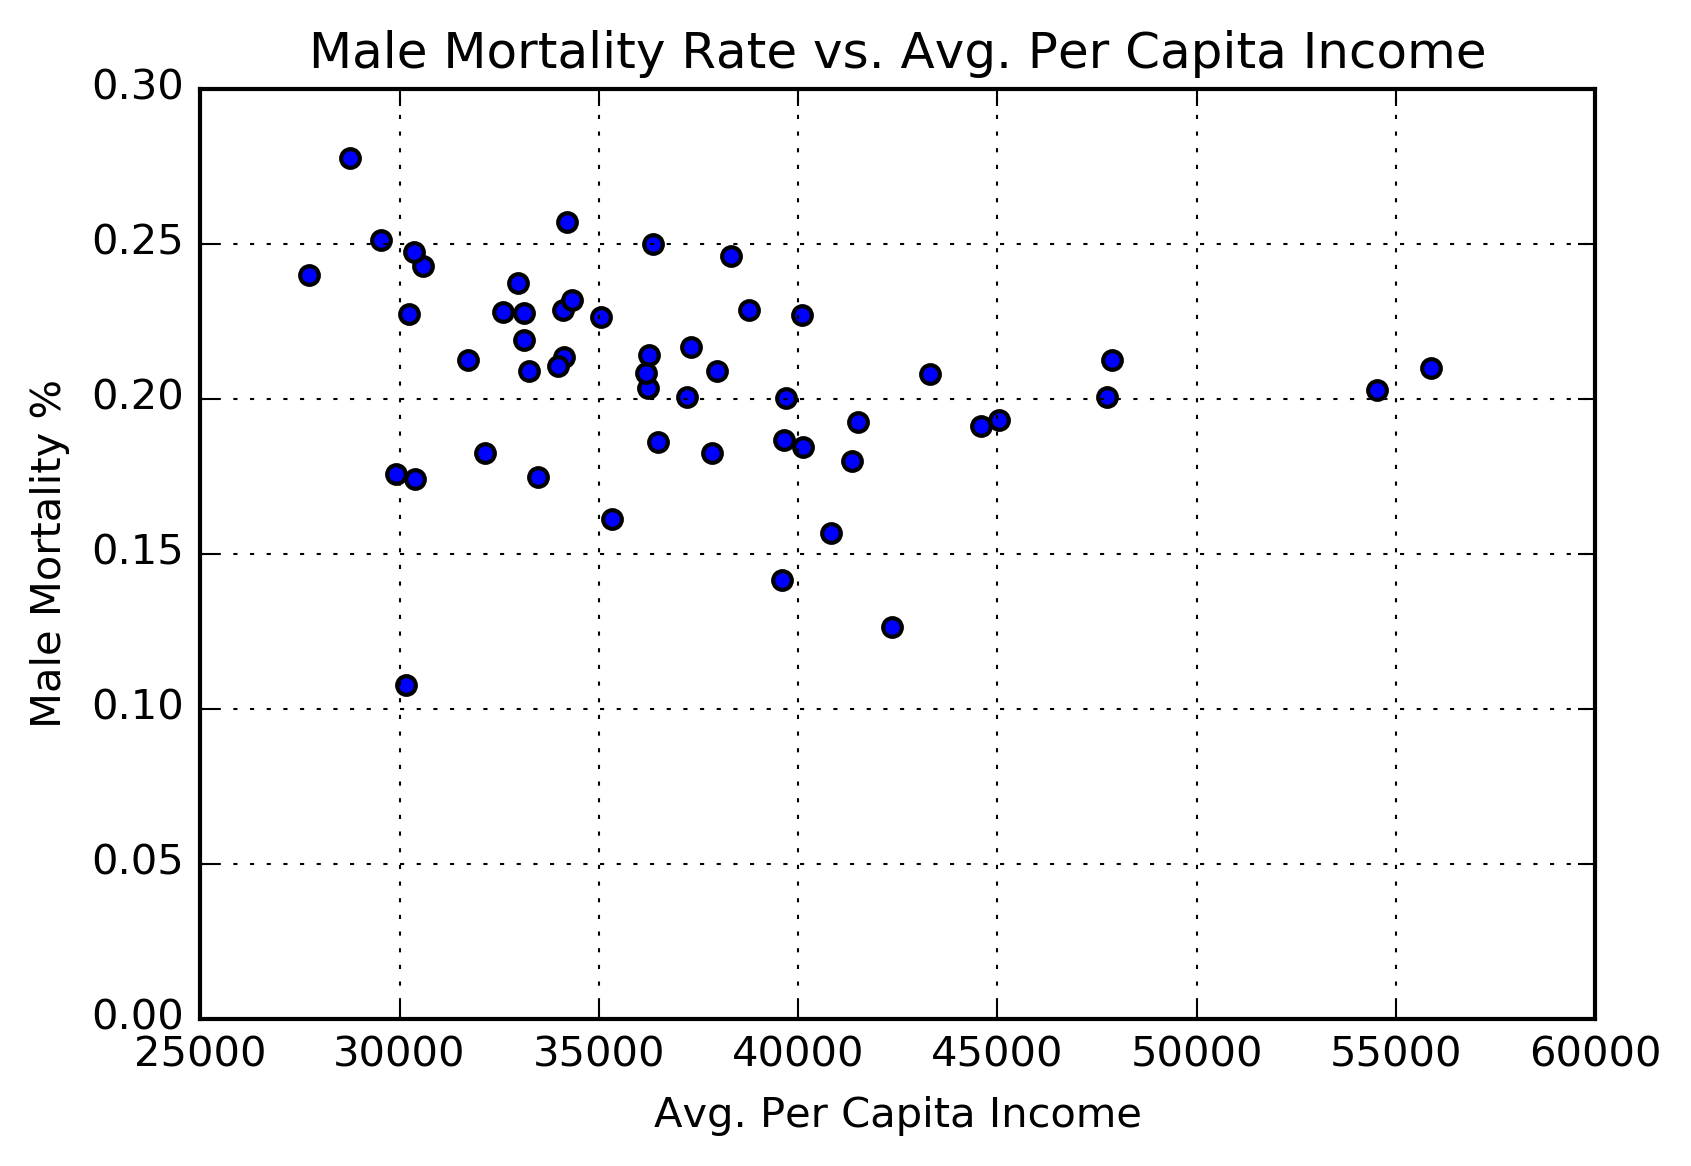 Male Mortality Rate vs. Avg. Per Capita Income
0.30
0.25
0.20
0.15
0.10
0.05
0.00
Male Mortality %
25000 30000 35000 40000 45000 50000 55000 60000
Avg. Per Capita Income